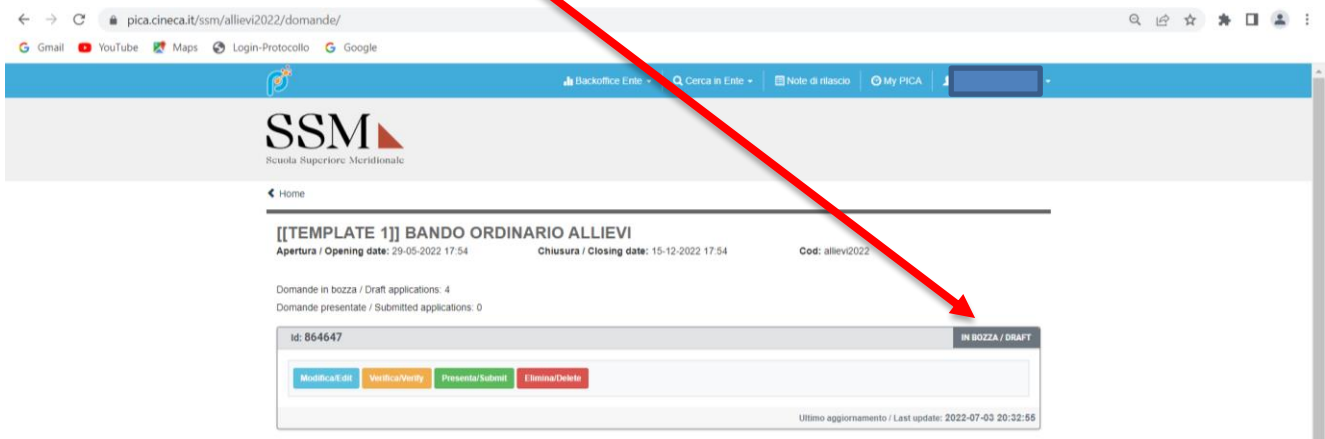 pica.cineca.it/ssm/allievi2022/domande/
Gmail YouTube Maps Login-Protocollo Google
Backoffice Ente Cerca in Ente Note di rilascio My PICA
SSM
Scuola Superiore Meridionale
Home
[[TEMPLATE 1]] BANDO ORDINARIO ALLIEVI
Apertura / Opening date: 29-05-2022 17:54 Chiusura / Closing date: 15-12-2022 17:54 Cod: allievi2022
Domande in bozza / Draft applications: 4
Domande presentate / Submitted applications: 0
Id: 864647 IN BOZZA / DRAFT
Modifica/Edit Verifica/Verify Presenta/Submit Elimina/Delete
Ultimo aggiornamento / Last update: 2022-07-03 20:32:55